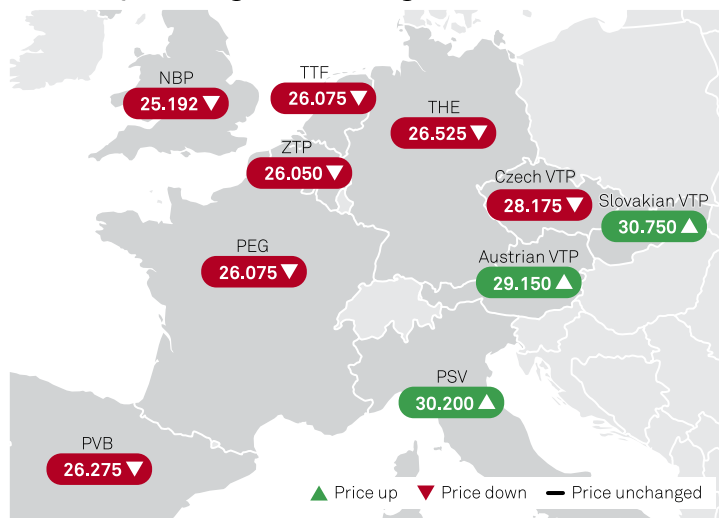 NBP
25.192
TTF
26.075
THE
26.525
ZTP
26.050
Czech VTP
28.175
Slovakian VTP
30.750
PEG
26.075
Austrian VTP
29.150
PSV
30.200
PVB
26.275
Price up Price down Price unchanged